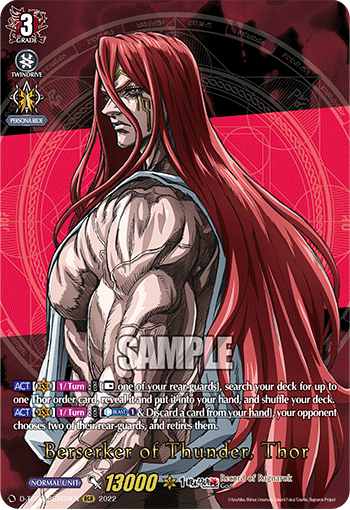 3
GRADE
TWINDRIVE
PERSONA RIDE
SAMPLE
ACT 1/Turn : one of your rear-guards], search your deck for up to
one Thor order card, reveal it and put it into your hand, and shuffle your deck.
ACT 1/Turn : BLAST 1 & Discard a card from your hand], your opponent
chooses two of their rear-guards, and retires them.
Berserker of Thunder, Thor
NORMAL UNIT 13000 1 Record of Ragnarok
2022